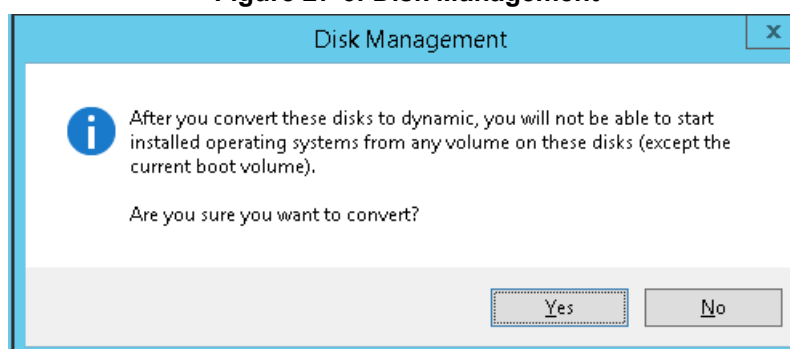 Disk Management
x
After you convert these disks to dynamic, you will not be able to start
installed operating systems from any volume on these disks (except the
current boot volume).
Are you sure you want to convert?
Yes
No